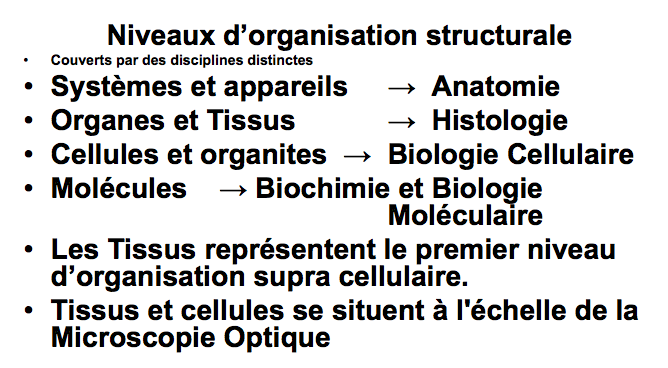 Niveaux d’organisation structurale
• Couverts par des disciplines distinctes
• Systèmes et appareils → Anatomie
• Organes et Tissus → Histologie
• Cellules et organites → Biologie Cellulaire
• Molécules → Biochimie et Biologie
Moléculaire
• Les Tissus représentent le premier niveau
d’organisation supra cellulaire.
• Tissus et cellules se situent à l'échelle de la
Microscopie Optique